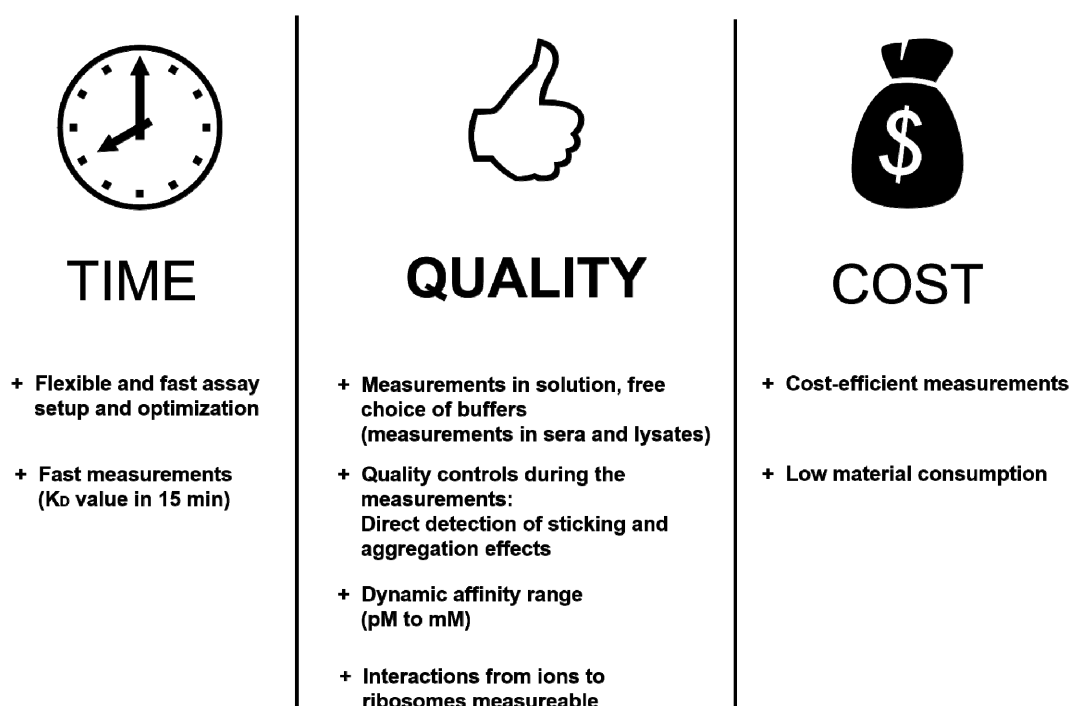 TIME
+ Flexible and fast assay
setup and optimization
+ Fast measurements
(KD value in 15 min)
QUALITY
+ Measurements in solution, free
choice of buffers
(measurements in sera and lysates)
+ Quality controls during the
measurements:
Direct detection of sticking and
aggregation effects
+ Dynamic affinity range
(pM to mM)
+ Interactions from ions to
ribosomes measureable
$
COST
+ Cost-efficient measurements
+ Low material consumption